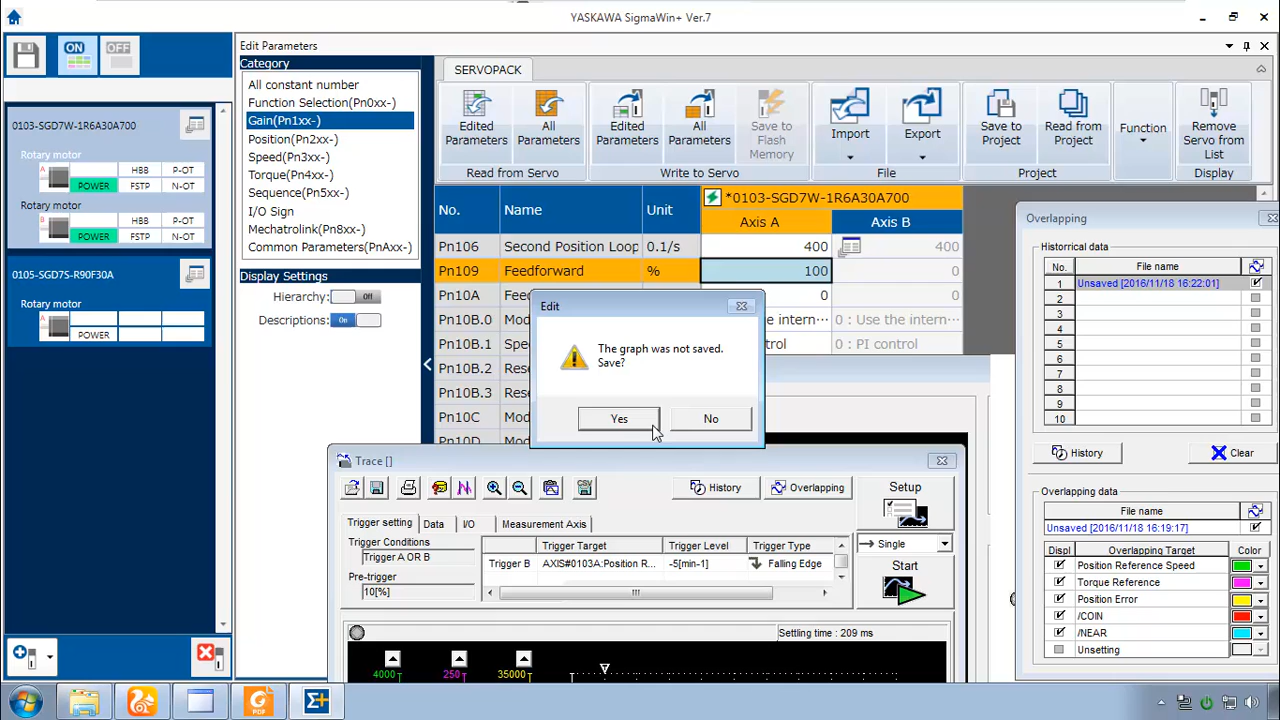 YASKAWA SigmaWin+ Ver.7
ON
OFF
0103-SGD7W-1R6A30A700
Rotary motor
A
HBB
P-OT
POWER
FSTP
N-OT
Rotary motor
B
HBB
P-OT
POWER
FSTP
N-OT
0105-SGD7S-R90F30A
Rotary motor
A
POWER
Edit Parameters
Category
All constant number
Function Selection(Pn0xx-)
Gain(Pn1xx-)
Position(Pn2xx-)
Speed(Pn3xx-)
Torque(Pn4xx-)
Sequence(Pn5xx-)
I/O Sign
Mechatrolink(Pn8xx-)
Common Parameters(PnAxx-)
Display Settings
Hierarchy:
Off
Descriptions:
On
SERVOPACK
Edited Parameters
All Parameters
Read from Servo
Edited Parameters
All Parameters
Save to Flash Memory
Write to Servo
Import
Export
File
Save to Project
Read from Project
Project
Function
Remove Servo from List
Display
No.
Name
Unit
*0103-SGD7W-1R6A30A700
Axis A
Axis B
Pn106
Second Position Loop
0.1/s
400
400
Pn109
Feedforward
%
100
0
Pn10A
Fee
0
0
Pn10B.0
Mod
the intern...
0 : Use the intern...
Pn10B.1
Spe
trol
0 : PI control
Pn10B.2
Rese
Pn10B.3
Rese
Pn10C
Mod
Pn10D
Edit
The graph was not saved.
Save?
Yes
No
Trace []
History
Overlapping
Setup
Trigger setting
Data
I/O
Measurement Axis
Single
Trigger Conditions
Trigger A OR B
Pre-trigger
10[%]
Trigger Target
Trigger Level
Trigger Type
Trigger B
AXIS#0103A:Position R...
-5[min-1]
Falling Edge
Start
Settling time : 209 ms
4000
250
35000
Overlapping
Historrical data
No.
File name
1
Unsaved [2016/11/18 16:22:01]
2
3
4
5
6
7
8
9
10
History
Clear
Overlapping data
File name
Unsaved [2016/11/18 16:19:17]
Displ
Overlapping Target
Color
Position Reference Speed
Torque Reference
Position Error
/COIN
/NEAR
Unsetting
PDF